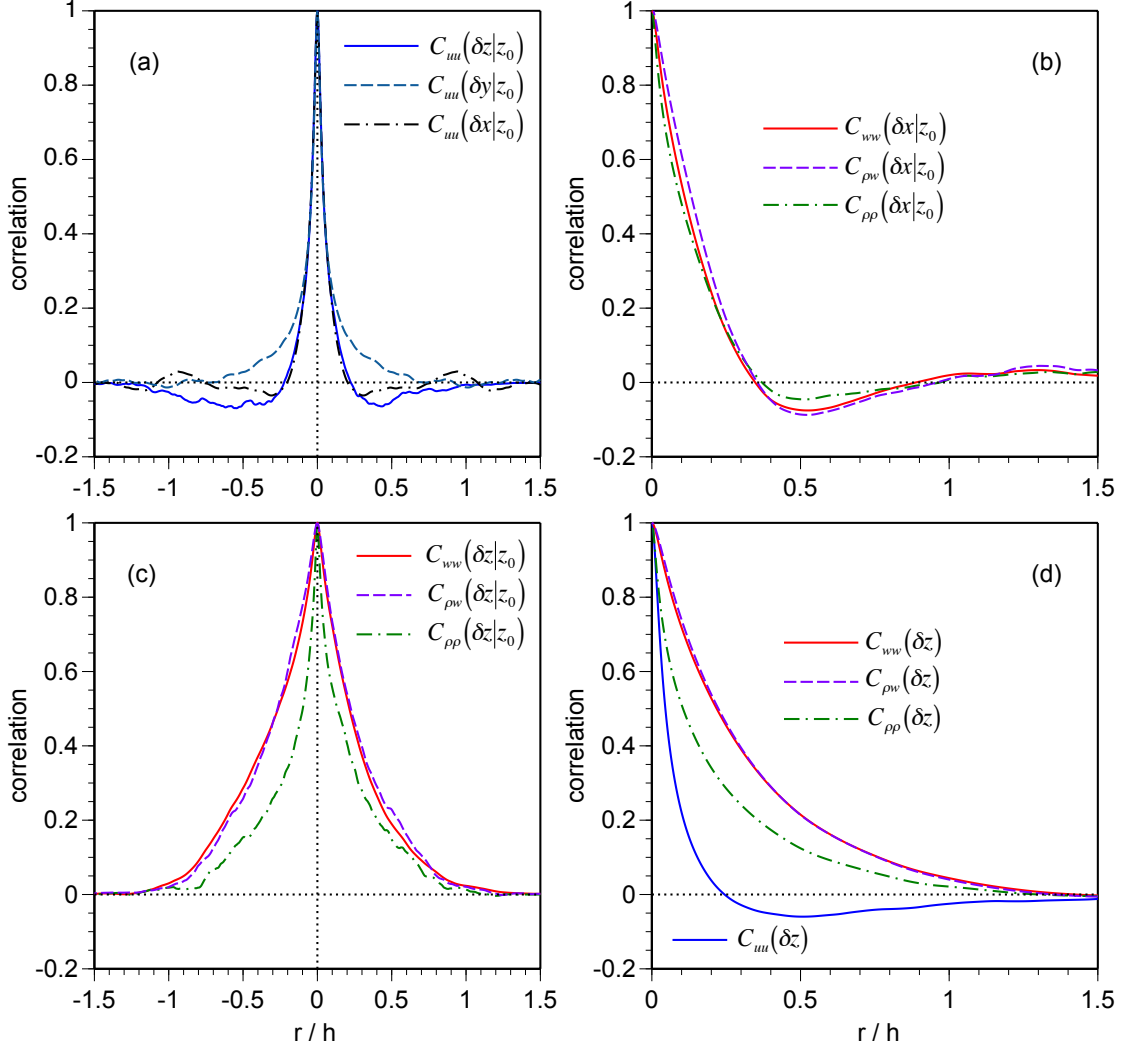 1
0.8
0.6
0.4
0.2
0
-0.2
correlation
(a)
C_uu(δz|z_0)
C_uu(δy|z_0)
C_uu(δx|z_0)
-1.5 -1 -0.5 0 0.5 1 1.5
1
0.8
0.6
0.4
0.2
0
-0.2
correlation
(b)
C_ww(δx|z_0)
C_ρw(δx|z_0)
C_ρρ(δx|z_0)
0 0.5 1 1.5
1
0.8
0.6
0.4
0.2
0
-0.2
correlation
(c)
C_ww(δz|z_0)
C_ρw(δz|z_0)
C_ρρ(δz|z_0)
-1.5 -1 -0.5 0 0.5 1 1.5
r / h
1
0.8
0.6
0.4
0.2
0
-0.2
correlation
(d)
C_ww(δz)
C_ρw(δz)
C_ρρ(δz)
C_uu(δz)
0 0.5 1 1.5
r / h